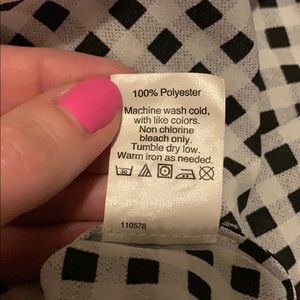 100% Polyester
Machine wash cold,
with like colors.
Non chlorine
bleach only.
Tumble dry low.
Warm iron as needed.
110578